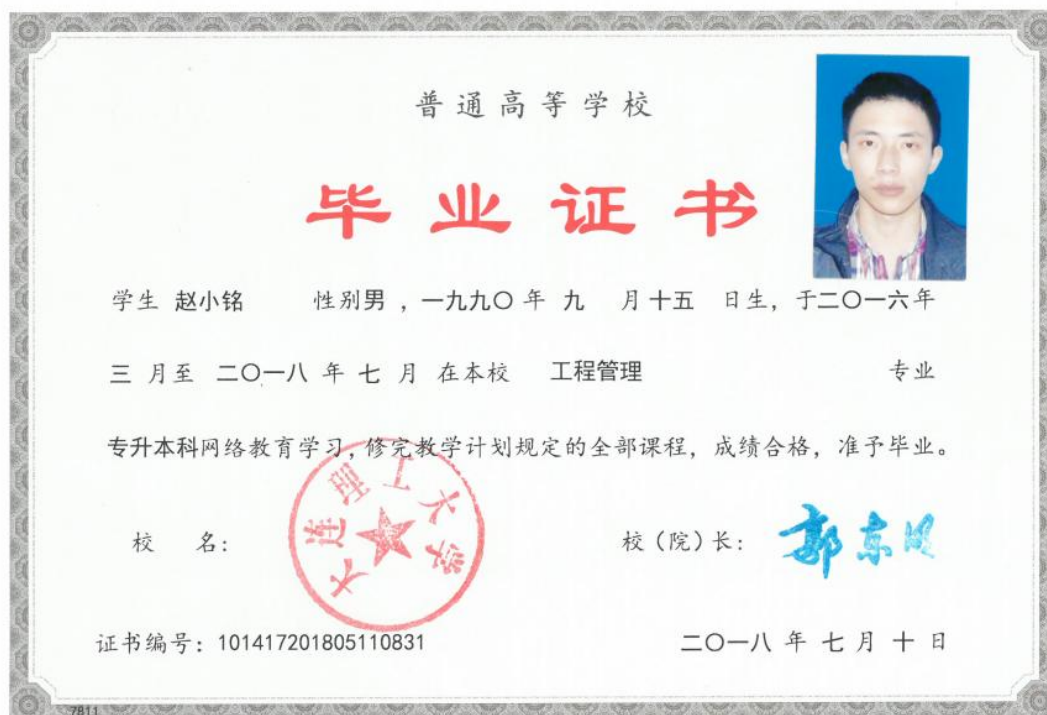 普通高等学校
毕业证书
学生 赵小铭 性别男，一九九〇年 九 月十五 日生，于二〇一六年
三 月至 二〇一八 年 七 月 在本校 工程管理 专业
专升本科网络教育学习，修完教学计划规定的全部课程，成绩合格，准予毕业。
大连理工大学
校 名： 校（院）长： 郭东明
证书编号：101417201805110831 二〇一八 年 七 月 十 日
7811